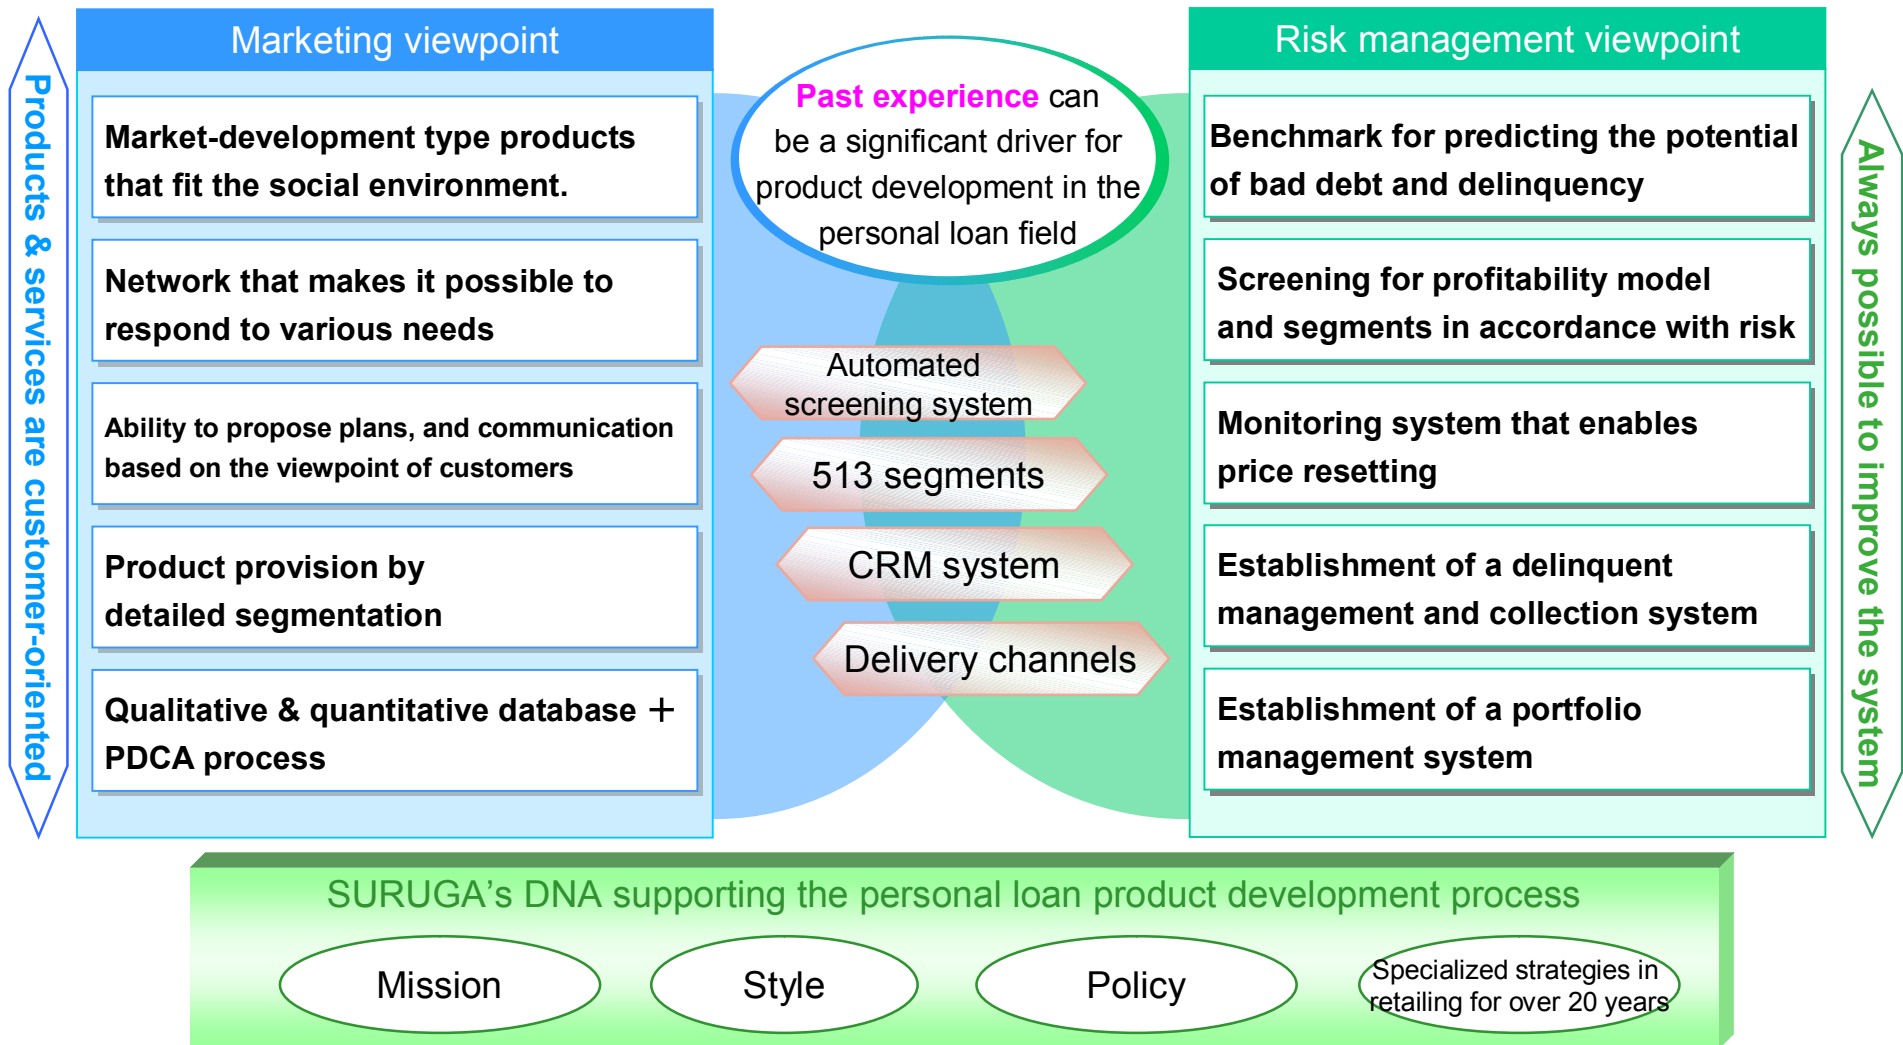 Products & services are customer-oriented
Marketing viewpoint
Market-development type products
that fit the social environment.
Network that makes it possible to
respond to various needs
Ability to propose plans, and communication
based on the viewpoint of customers
Product provision by
detailed segmentation
Qualitative & quantitative database +
PDCA process
Past experience can
be a significant driver for
product development in the
personal loan field
Automated
screening system
513 segments
CRM system
Delivery channels
Risk management viewpoint
Benchmark for predicting the potential
of bad debt and delinquency
Screening for profitability model
and segments in accordance with risk
Monitoring system that enables
price resetting
Establishment of a delinquent
management and collection system
Establishment of a portfolio
management system
Always possible to improve the system
SURUGA’s DNA supporting the personal loan product development process
Mission
Style
Policy
Specialized strategies in
retailing for over 20 years